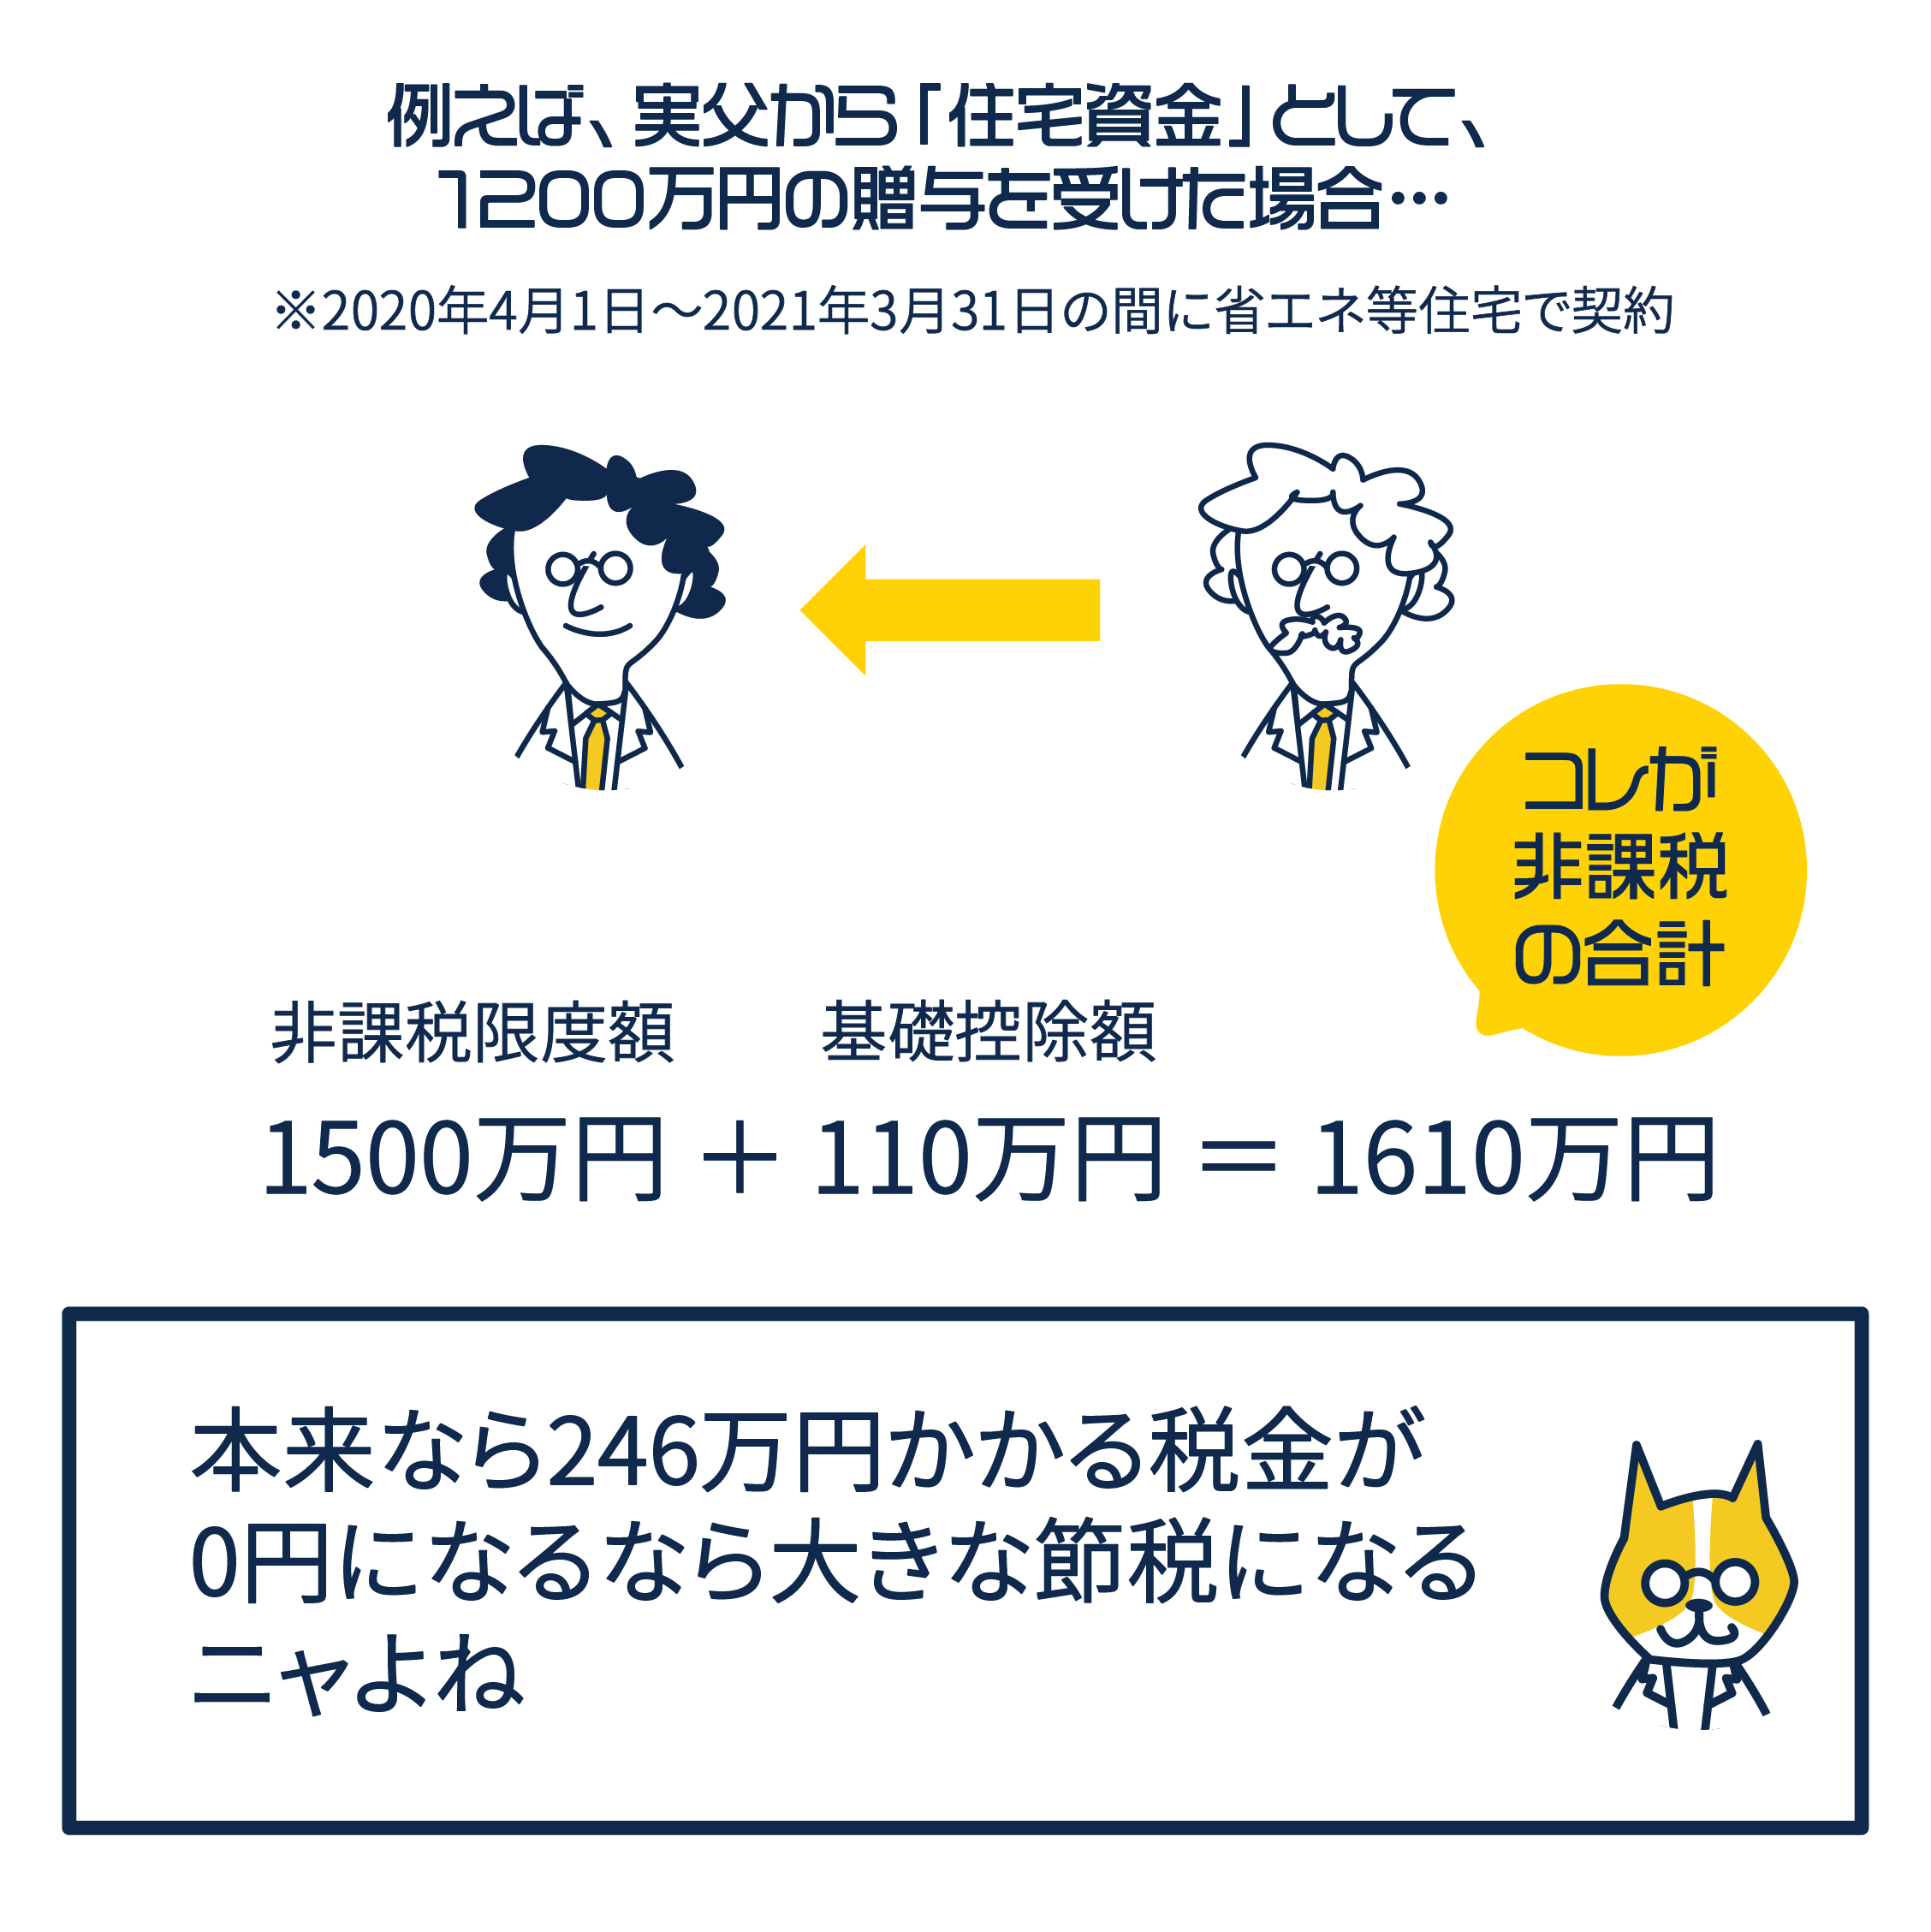 例えば、実父から「住宅資金」として、
1200万円の贈与を受けた場合…
※2020年4月1日〜2021年3月31日の間に省エネ等住宅で契約
コレが
非課税
の合計
非課税限度額 基礎控除額
1500万円 ＋ 110万円 ＝ 1610万円
本来なら246万円かかる税金が
0円になるなら大きな節税になる
ニャよね